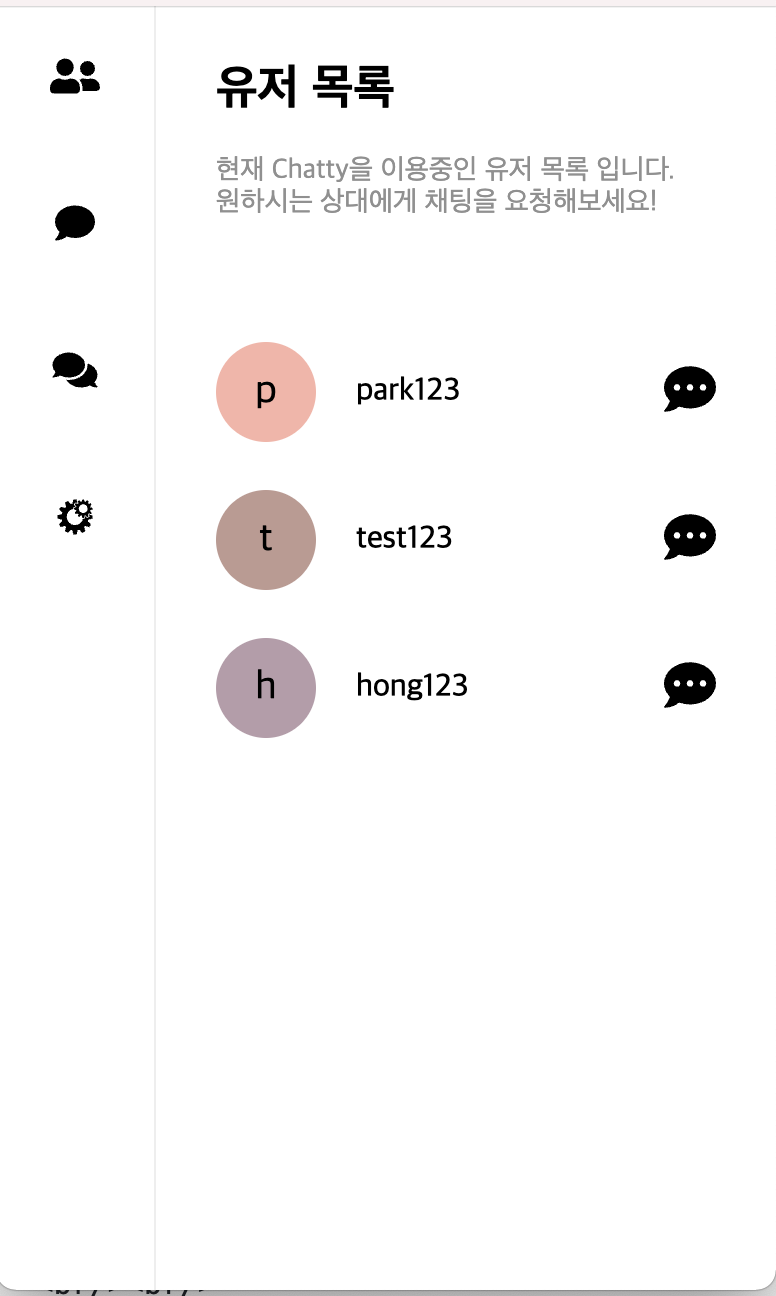 유저 목록
현재 Chatty을 이용중인 유저 목록 입니다.
원하시는 상대에게 채팅을 요청해보세요!
p park123
t test123
h hong123